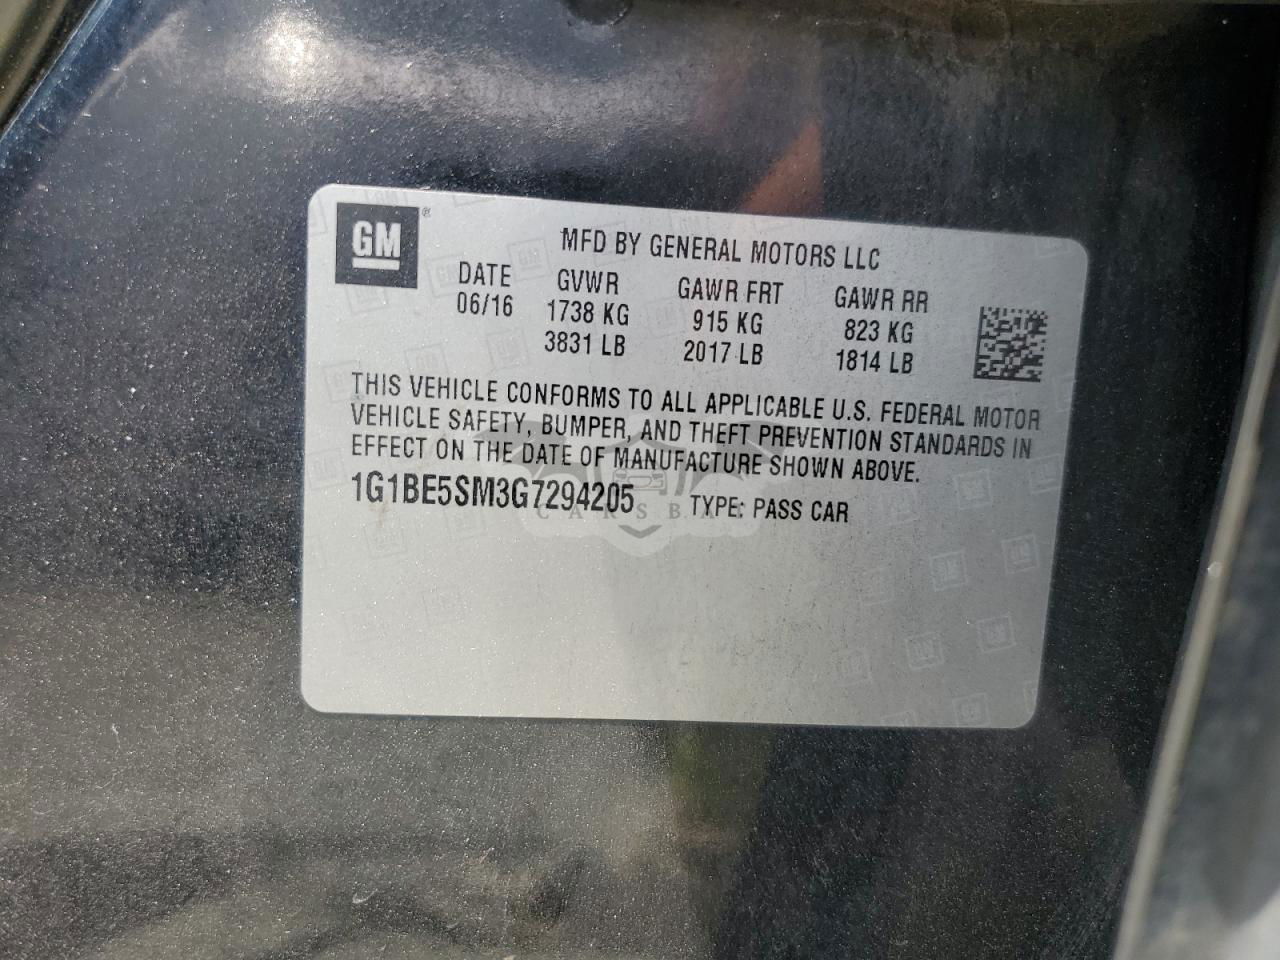 GM ®
MFD BY GENERAL MOTORS LLC
DATE GVWR GAWR FRT GAWR RR
06/16 1738 KG 915 KG 823 KG
3831 LB 2017 LB 1814 LB
THIS VEHICLE CONFORMS TO ALL APPLICABLE U.S. FEDERAL MOTOR
VEHICLE SAFETY, BUMPER, AND THEFT PREVENTION STANDARDS IN
EFFECT ON THE DATE OF MANUFACTURE SHOWN ABOVE.
1G1BE5SM3G7294205 TYPE: PASS CAR